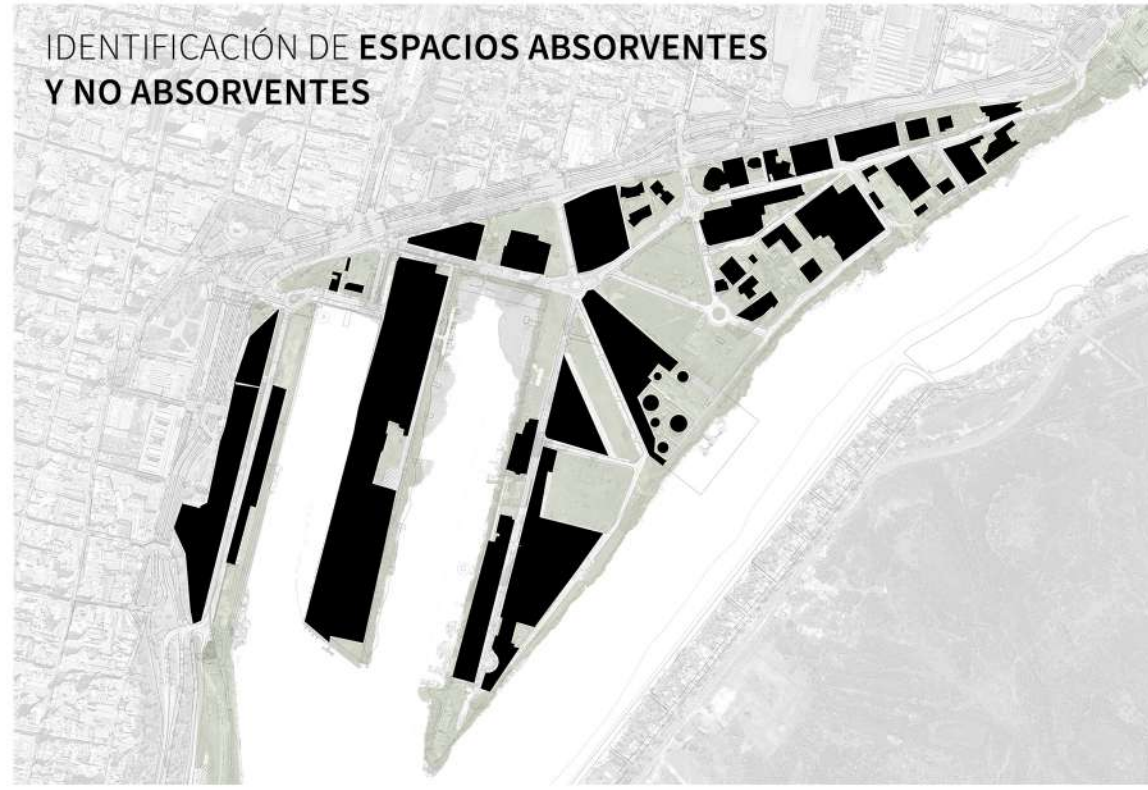 IDENTIFICACIÓN DE ESPACIOS ABSORVENTES
Y NO ABSORVENTES